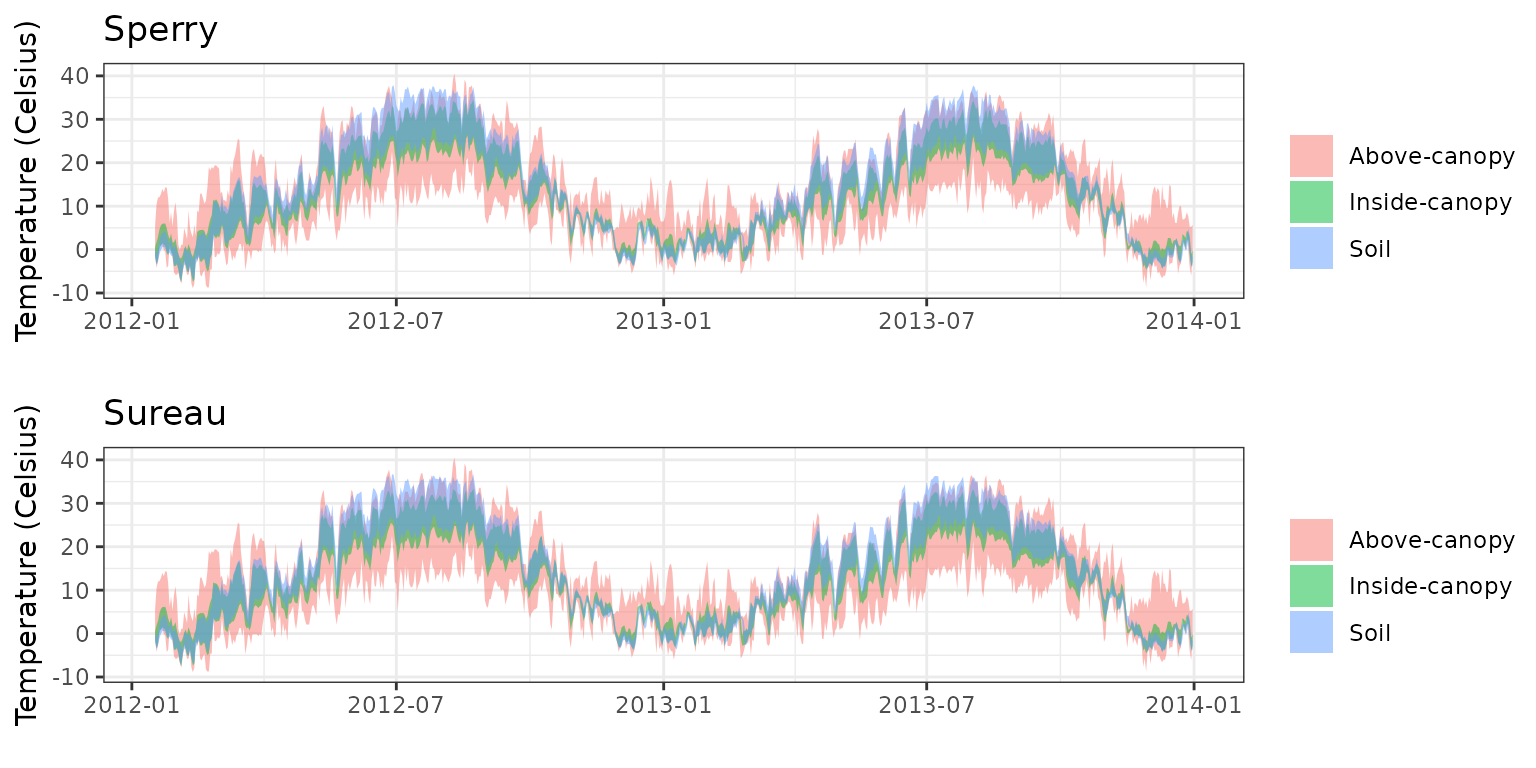 Sperry
Temperature (Celsius)
40
30
20
10
0
-10
2012-01 2012-07 2013-01 2013-07 2014-01
Above-canopy
Inside-canopy
Soil
Sureau
Temperature (Celsius)
40
30
20
10
0
-10
2012-01 2012-07 2013-01 2013-07 2014-01
Above-canopy
Inside-canopy
Soil